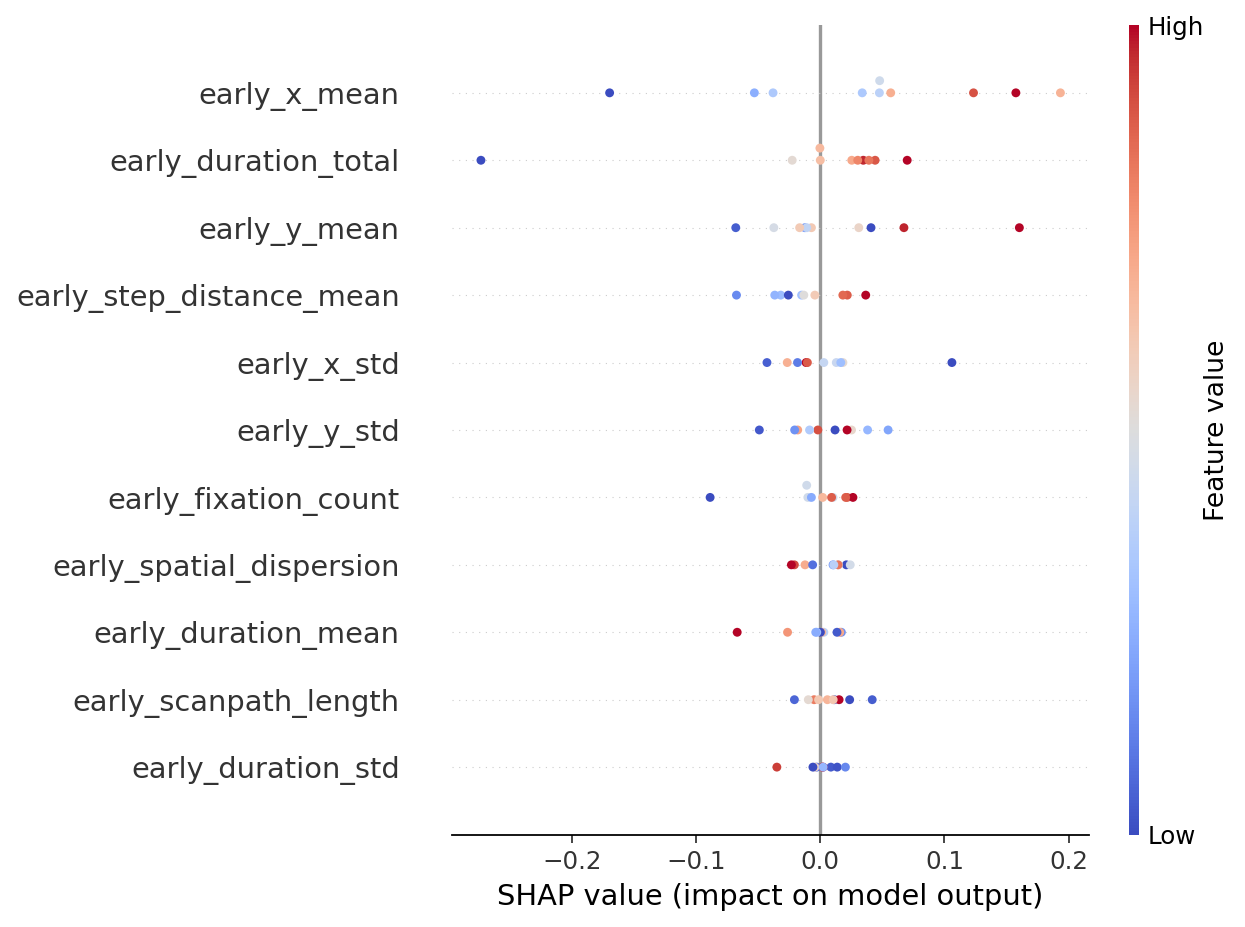 High
early_x_mean
early_duration_total
early_y_mean
early_step_distance_mean
early_x_std
early_y_std
early_fixation_count
early_spatial_dispersion
early_duration_mean
early_scanpath_length
early_duration_std
Feature value
Low
−0.2 −0.1 0.0 0.1 0.2
SHAP value (impact on model output)